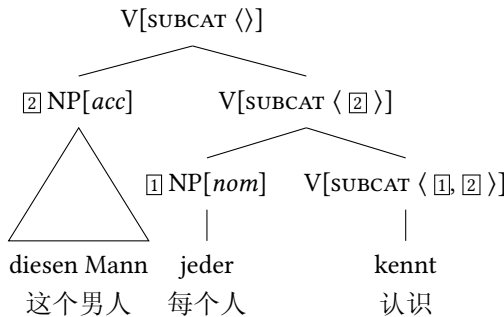 V[SUBCAT ⟨⟩]
2 NP[acc] V[SUBCAT ⟨ 2 ⟩]
1 NP[nom] V[SUBCAT ⟨ 1, 2 ⟩]
diesen Mann jeder kennt
这个男人 每个人 认识